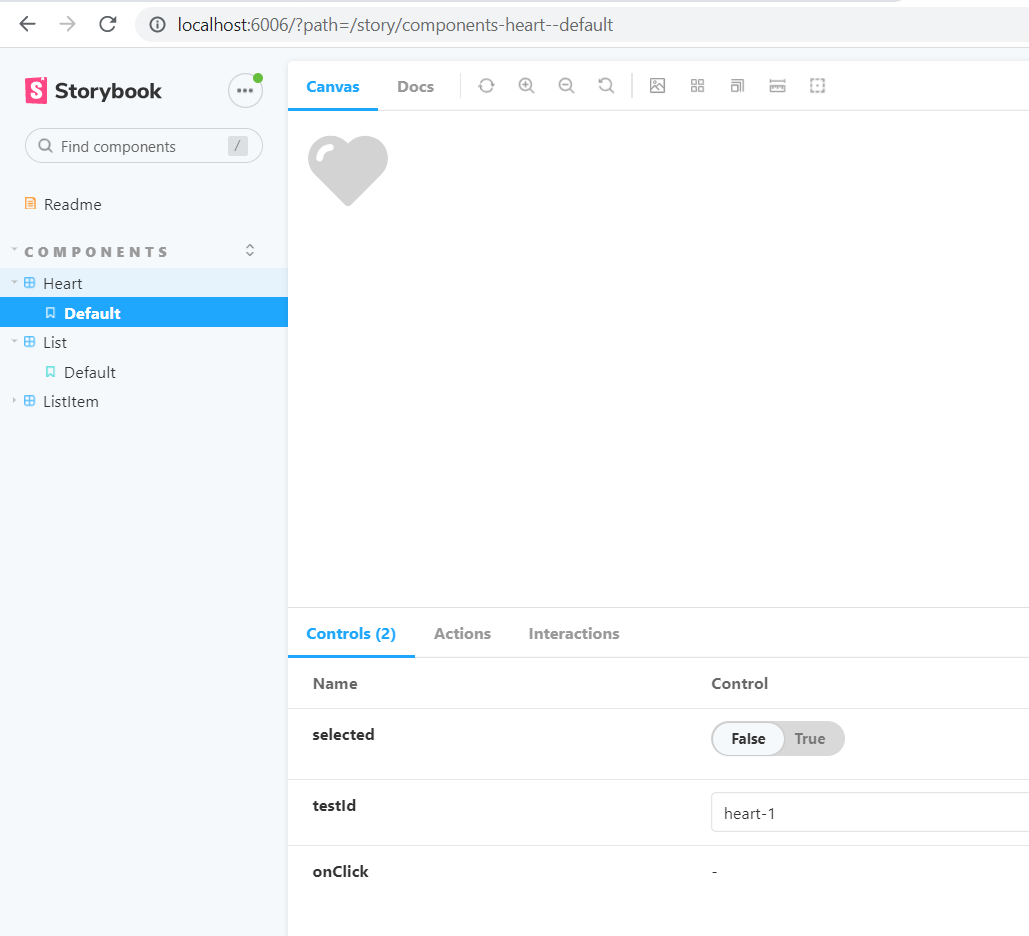 localhost:6006/?path=/story/components-heart--default
S Storybook
Find components /
Readme
COMPONENTS
Heart
Default
List
Default
ListItem
Canvas Docs
Controls (2) Actions Interactions
Name Control
selected False True
testId heart-1
onClick -